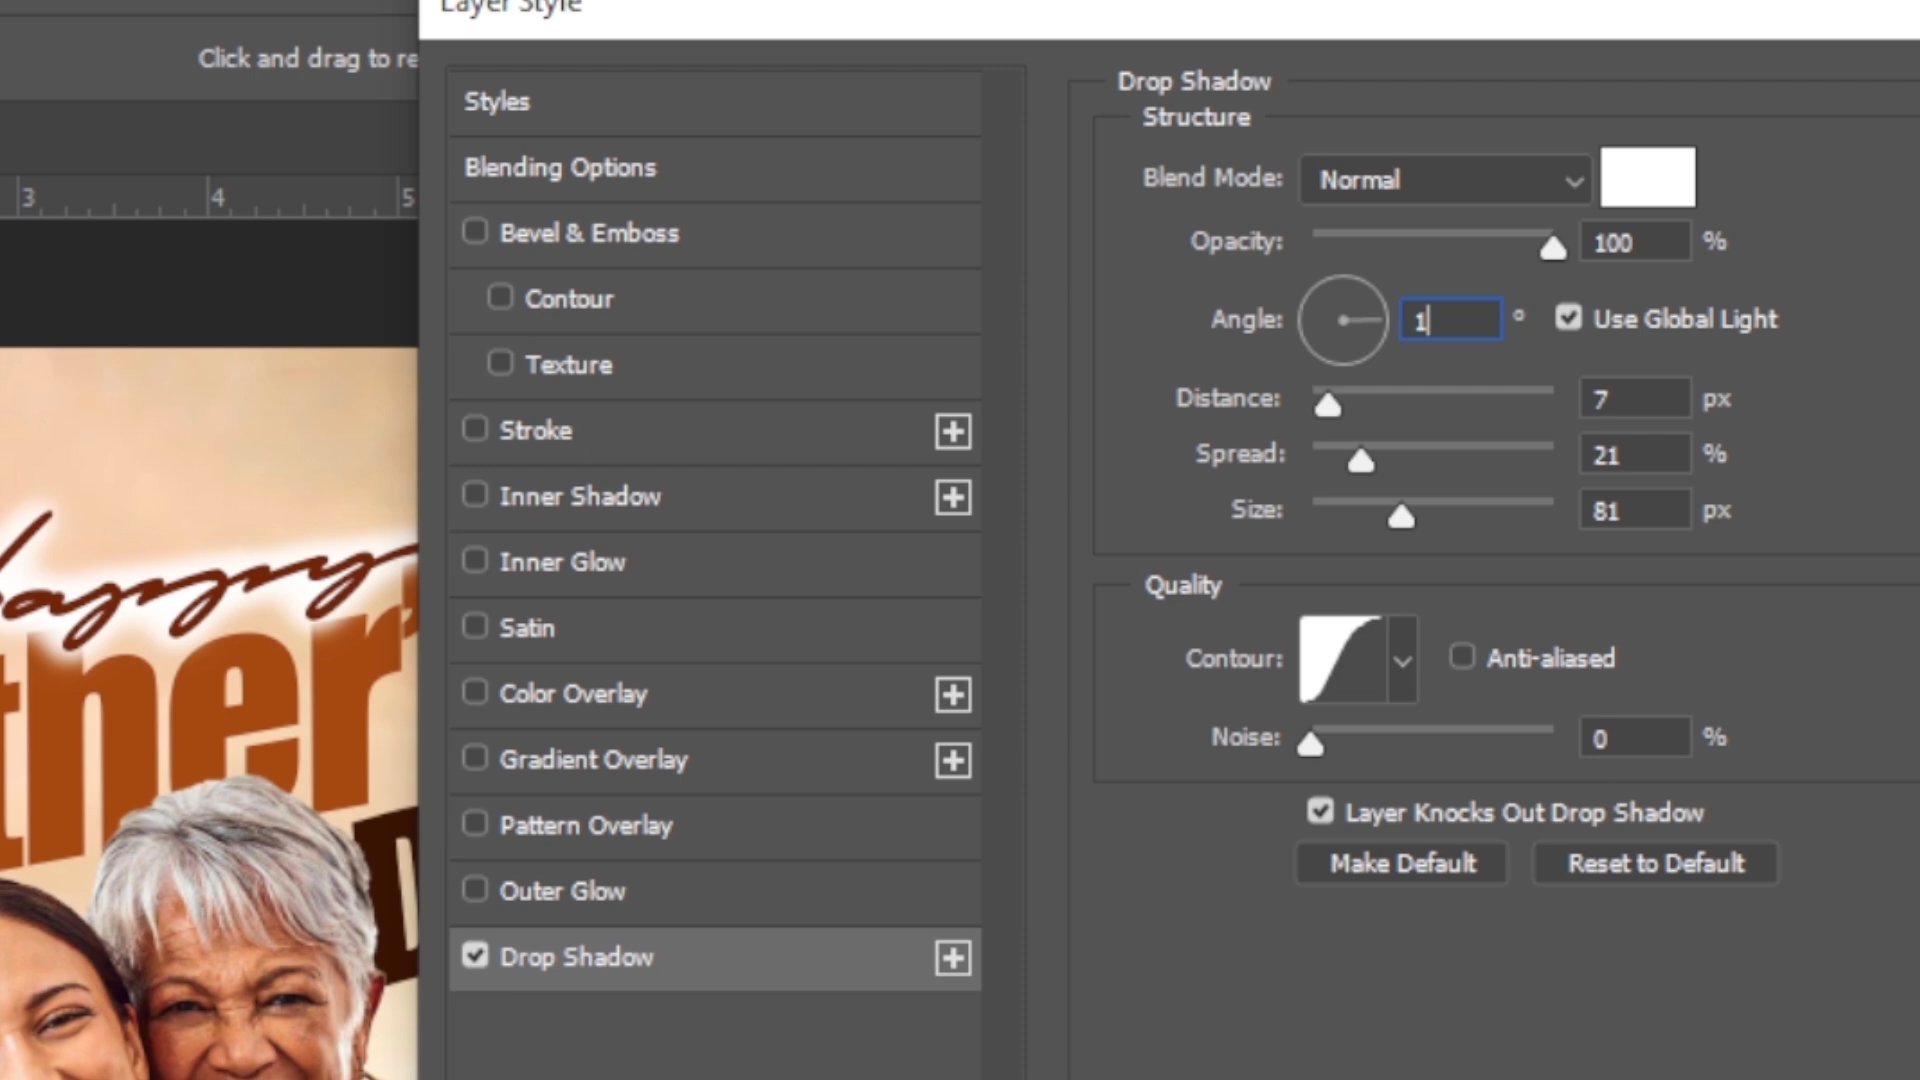 Layer Style
Click and drag to re
3 4 5
Styles
Blending Options
Bevel & Emboss
Contour
Texture
Stroke
Inner Shadow
Inner Glow
Satin
Color Overlay
Gradient Overlay
Pattern Overlay
Outer Glow
Drop Shadow
Drop Shadow
Structure
Blend Mode: Normal
Opacity: 100 %
Angle: 1 ° Use Global Light
Distance: 7 px
Spread: 21 %
Size: 81 px
Quality
Contour: Anti-aliased
Noise: 0 %
Layer Knocks Out Drop Shadow
Make Default Reset to Default
happy
ther'
D